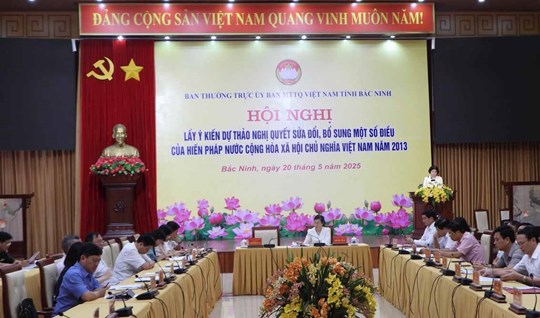 ĐẢNG CỘNG SẢN VIỆT NAM QUANG VINH MUÔN NĂM!
BAN THƯỜNG TRỰC ỦY BAN MTTQ VIỆT NAM TỈNH BẮC NINH
HỘI NGHỊ
LẤY Ý KIẾN DỰ THẢO NGHỊ QUYẾT SỬA ĐỔI, BỔ SUNG MỘT SỐ ĐIỀU
CỦA HIẾN PHÁP NƯỚC CỘNG HÒA XÃ HỘI CHỦ NGHĨA VIỆT NAM NĂM 2013
Bắc Ninh, ngày 20 tháng 5 năm 2025